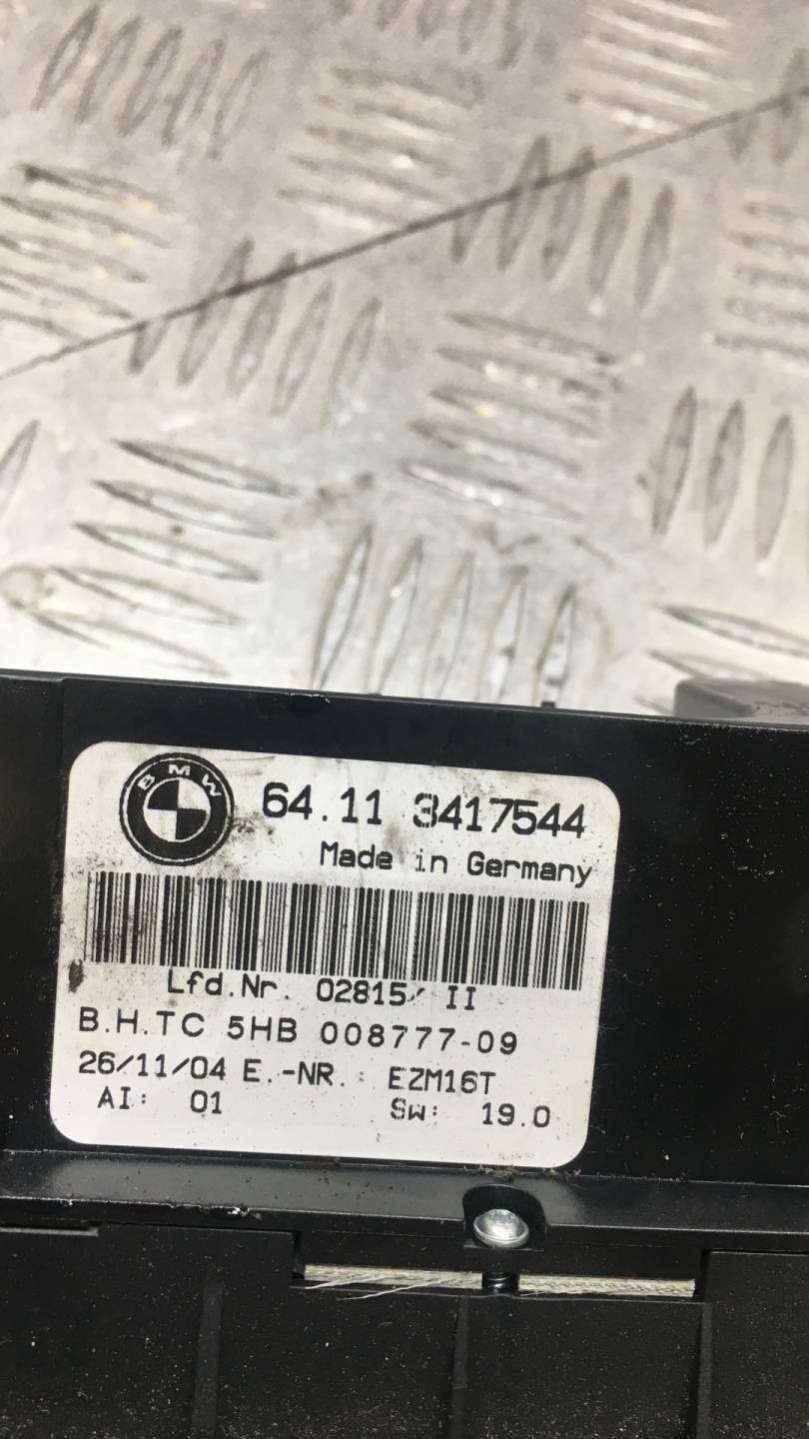 BMW
64.11 3417544
Made in Germany
Lfd.Nr. 02815/ II
B.H.TC 5HB 008777-09
26/11/04 E.-NR.: EZM16T
AI: 01 Sw: 19.0